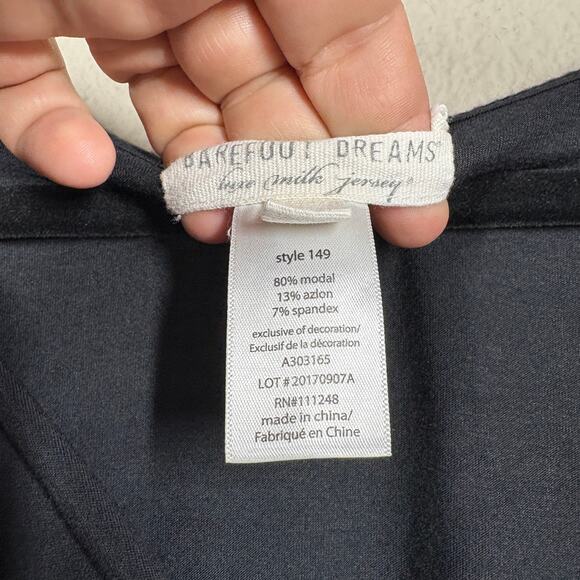 BAREFOOT DREAMS®
luxe milk jersey®
style 149
80% modal
13% azlon
7% spandex
exclusive of decoration/
Exclusif de la décoration
A303165
LOT # 20170907A
RN#111248
made in china/
Fabriqué en Chine